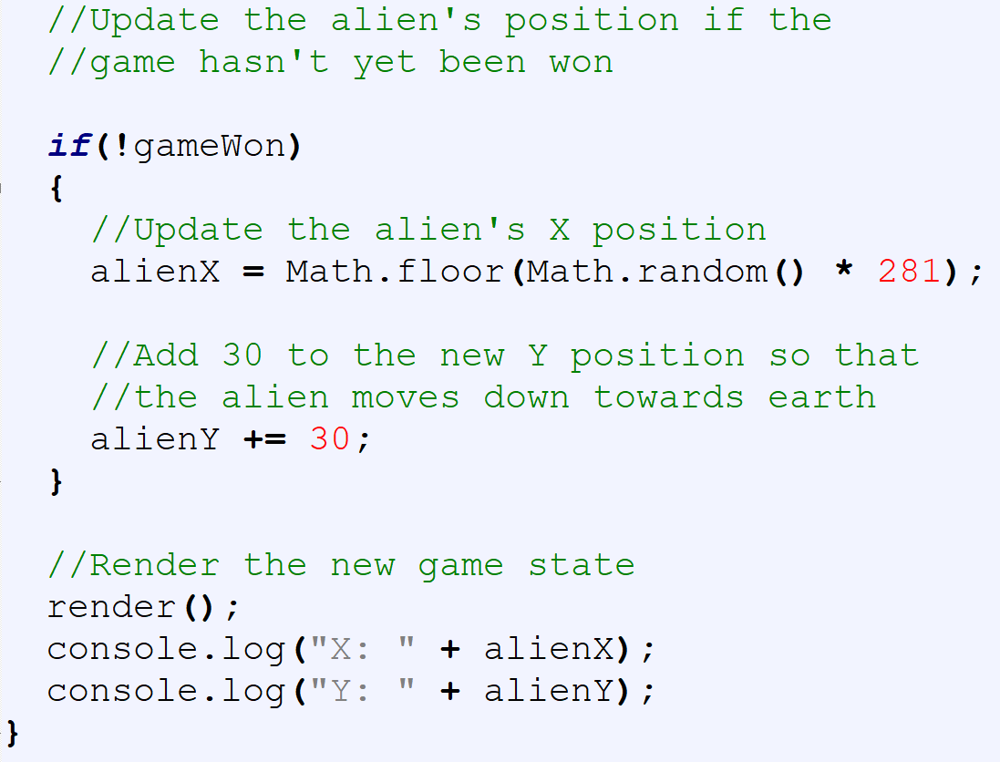 //Update the alien's position if the
//game hasn't yet been won
if(!gameWon)
{
//Update the alien's X position
alienX = Math.floor(Math.random() * 281);
//Add 30 to the new Y position so that
//the alien moves down towards earth
alienY += 30;
}
//Render the new game state
render();
console.log("X: " + alienX);
console.log("Y: " + alienY);
}